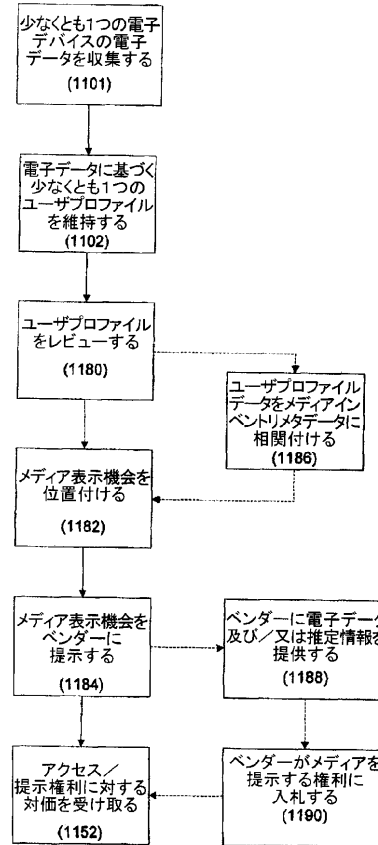 少なくとも1つの電子
デバイスの電子
データを収集する
(1101)
電子データに基づく
少なくとも1つの
ユーザプロファイル
を維持する
(1102)
ユーザプロファイル
をレビューする
(1180)
ユーザプロファイル
データをメディアイン
ベントリメタデータに
相関付ける
(1186)
メディア表示機会を
位置付ける
(1182)
メディア表示機会を
ベンダーに
提示する
(1184)
ベンダーに電子データ
及び/又は推定情報を
提供する
(1188)
ベンダーがメディアを
提示する権利に
入札する
(1190)
アクセス/
提示権利に対する
対価を受け取る
(1152)